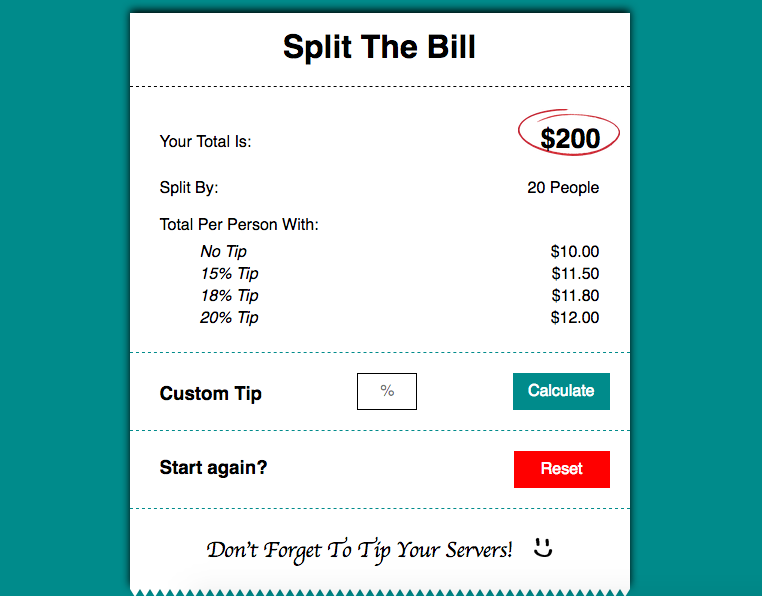 Split The Bill
Your Total Is: $200
Split By: 20 People
Total Per Person With:
No Tip $10.00
15% Tip $11.50
18% Tip $11.80
20% Tip $12.00
Custom Tip % Calculate
Start again? Reset
Don't Forget To Tip Your Servers!